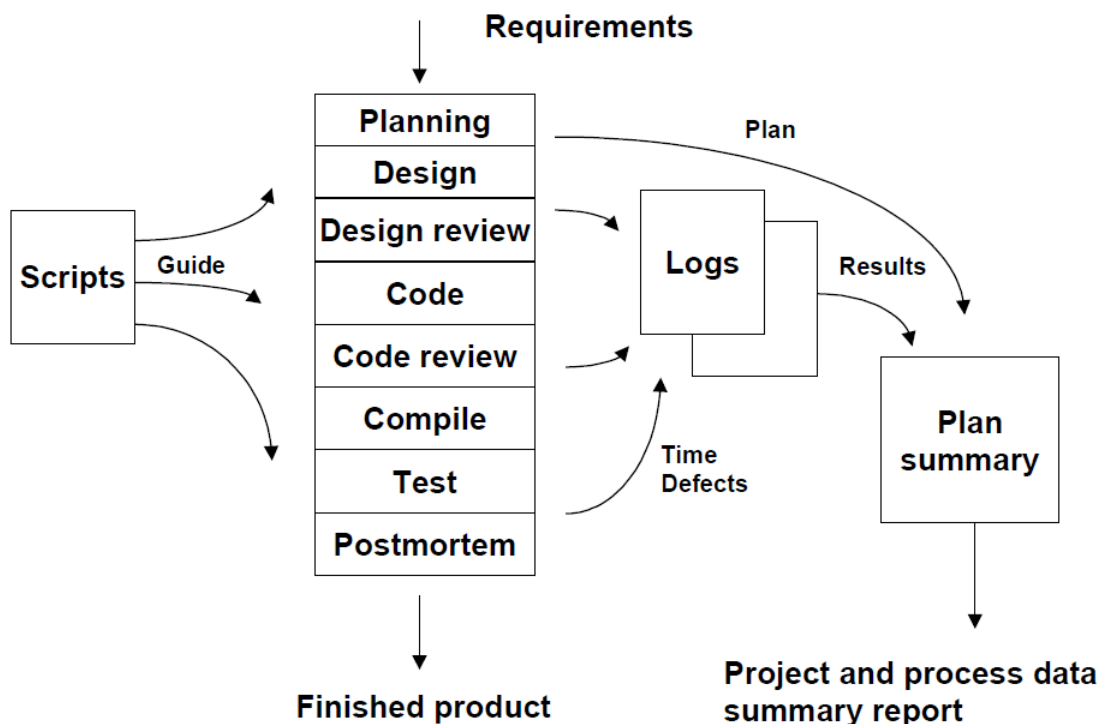 Requirements
Planning
Design
Design review
Code
Code review
Compile
Test
Postmortem
Scripts
Guide
Plan
Logs
Results
Time
Defects
Plan
summary
Finished product
Project and process data
summary report